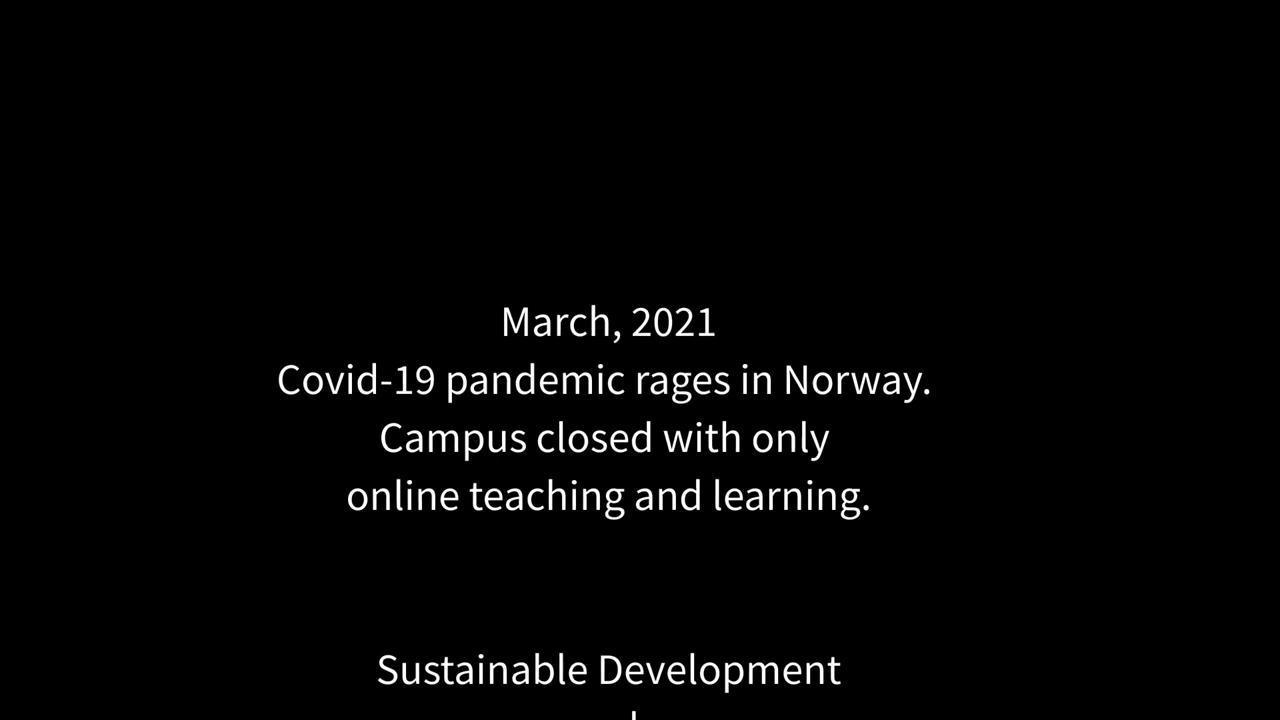 March, 2021
Covid-19 pandemic rages in Norway.
Campus closed with only
online teaching and learning.
Sustainable Development